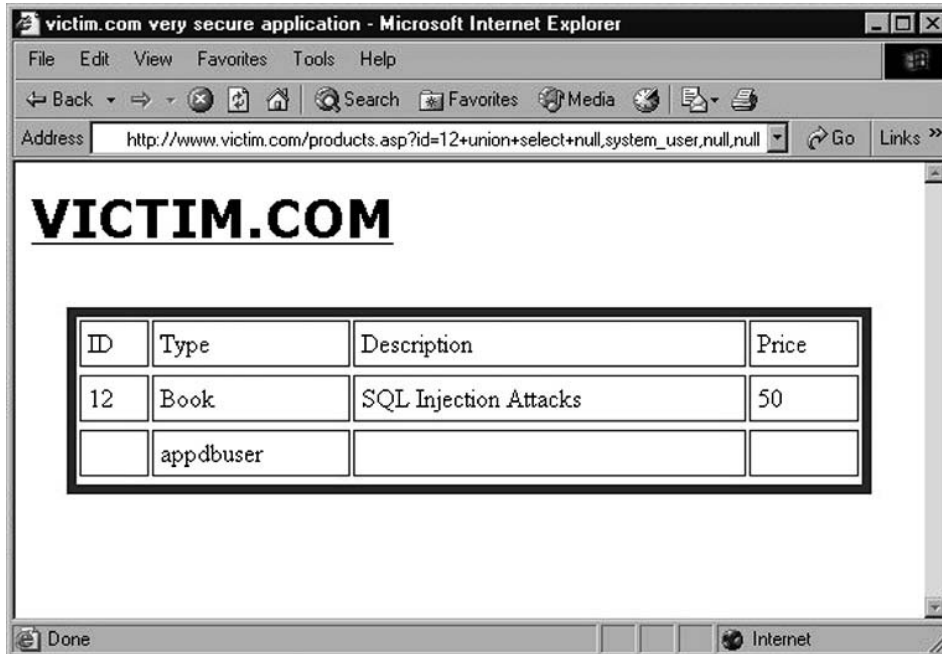 victim.com very secure application - Microsoft Internet Explorer
File Edit View Favorites Tools Help
Back Search Favorites Media
Address http://www.victim.com/products.asp?id=12+union+select+null,system_user,null,null Go Links »
VICTIM.COM
ID Type Description Price
12 Book SQL Injection Attacks 50
appdbuser
Done Internet